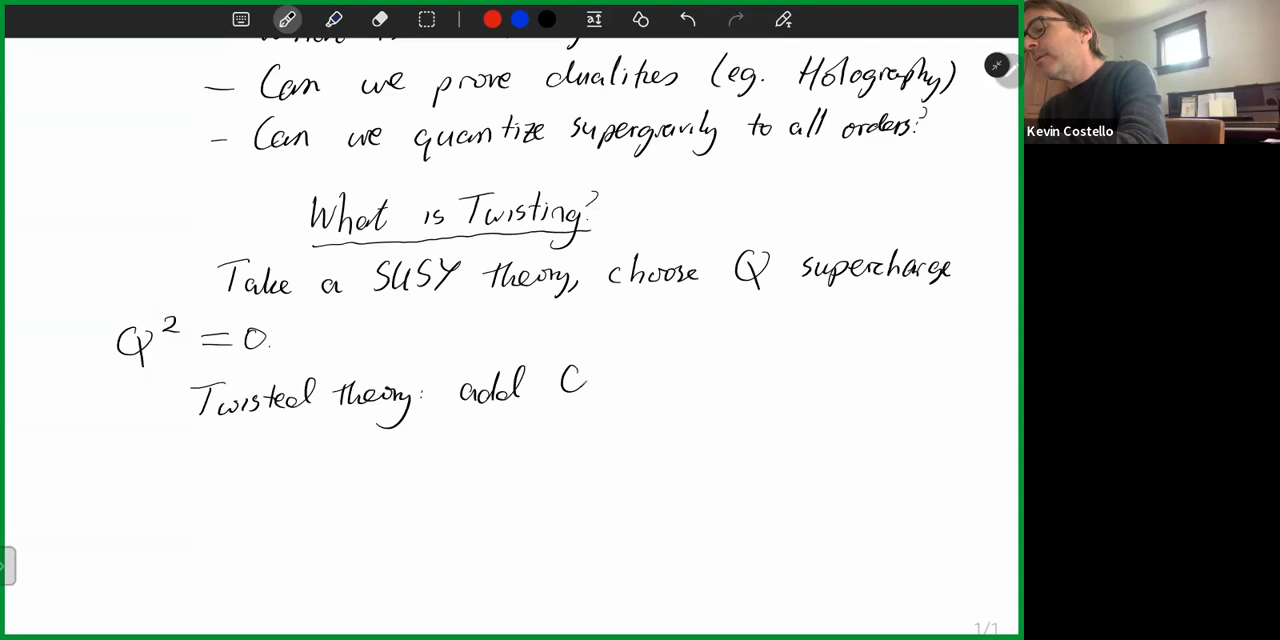 – Can we prove dualities (eg. Holography)
– Can we quantize supergravity to all orders?
What is Twisting?
Take a SUSY theory, choose Q supercharge
Q² = 0.
Twisted theory: add C
Kevin Costello
1/1